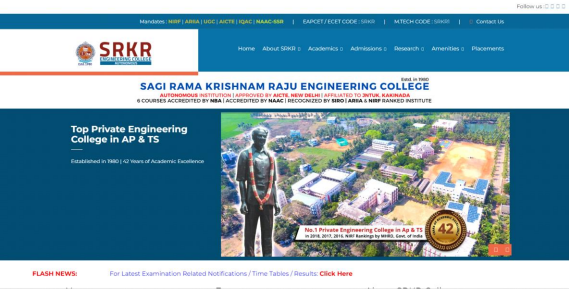 Follow us:
Mandates : NIRF | ARIIA | UGC | AICTE | IQAC | NAAC-SSR | EAPCET / ECET CODE : SRKR | M.TECH CODE : SRKR1 | Contact Us
SRKR
ENGINEERING COLLEGE
AUTONOMOUS
Home About SRKR Academics Admissions Research Amenities Placements
Estd. in 1980
SAGI RAMA KRISHNAM RAJU ENGINEERING COLLEGE
AUTONOMOUS INSTITUTION | APPROVED BY AICTE, NEW DELHI | AFFILIATED TO JNTUK, KAKINADA
6 COURSES ACCREDITED BY NBA | ACCREDITED BY NAAC | RECOGNIZED BY SIRO | ARIIA & NIRF RANKED INSTITUTE
Top Private Engineering
College in AP & TS
Established in 1980 | 42 Years of Academic Excellence
No.1 Private Engineering College in Ap & TS
in 2018, 2017, 2016, NIRF Rankings by MHRD, Govt. of India
42
FLASH NEWS: For Latest Examination Related Notifications / Time Tables / Results: Click Here